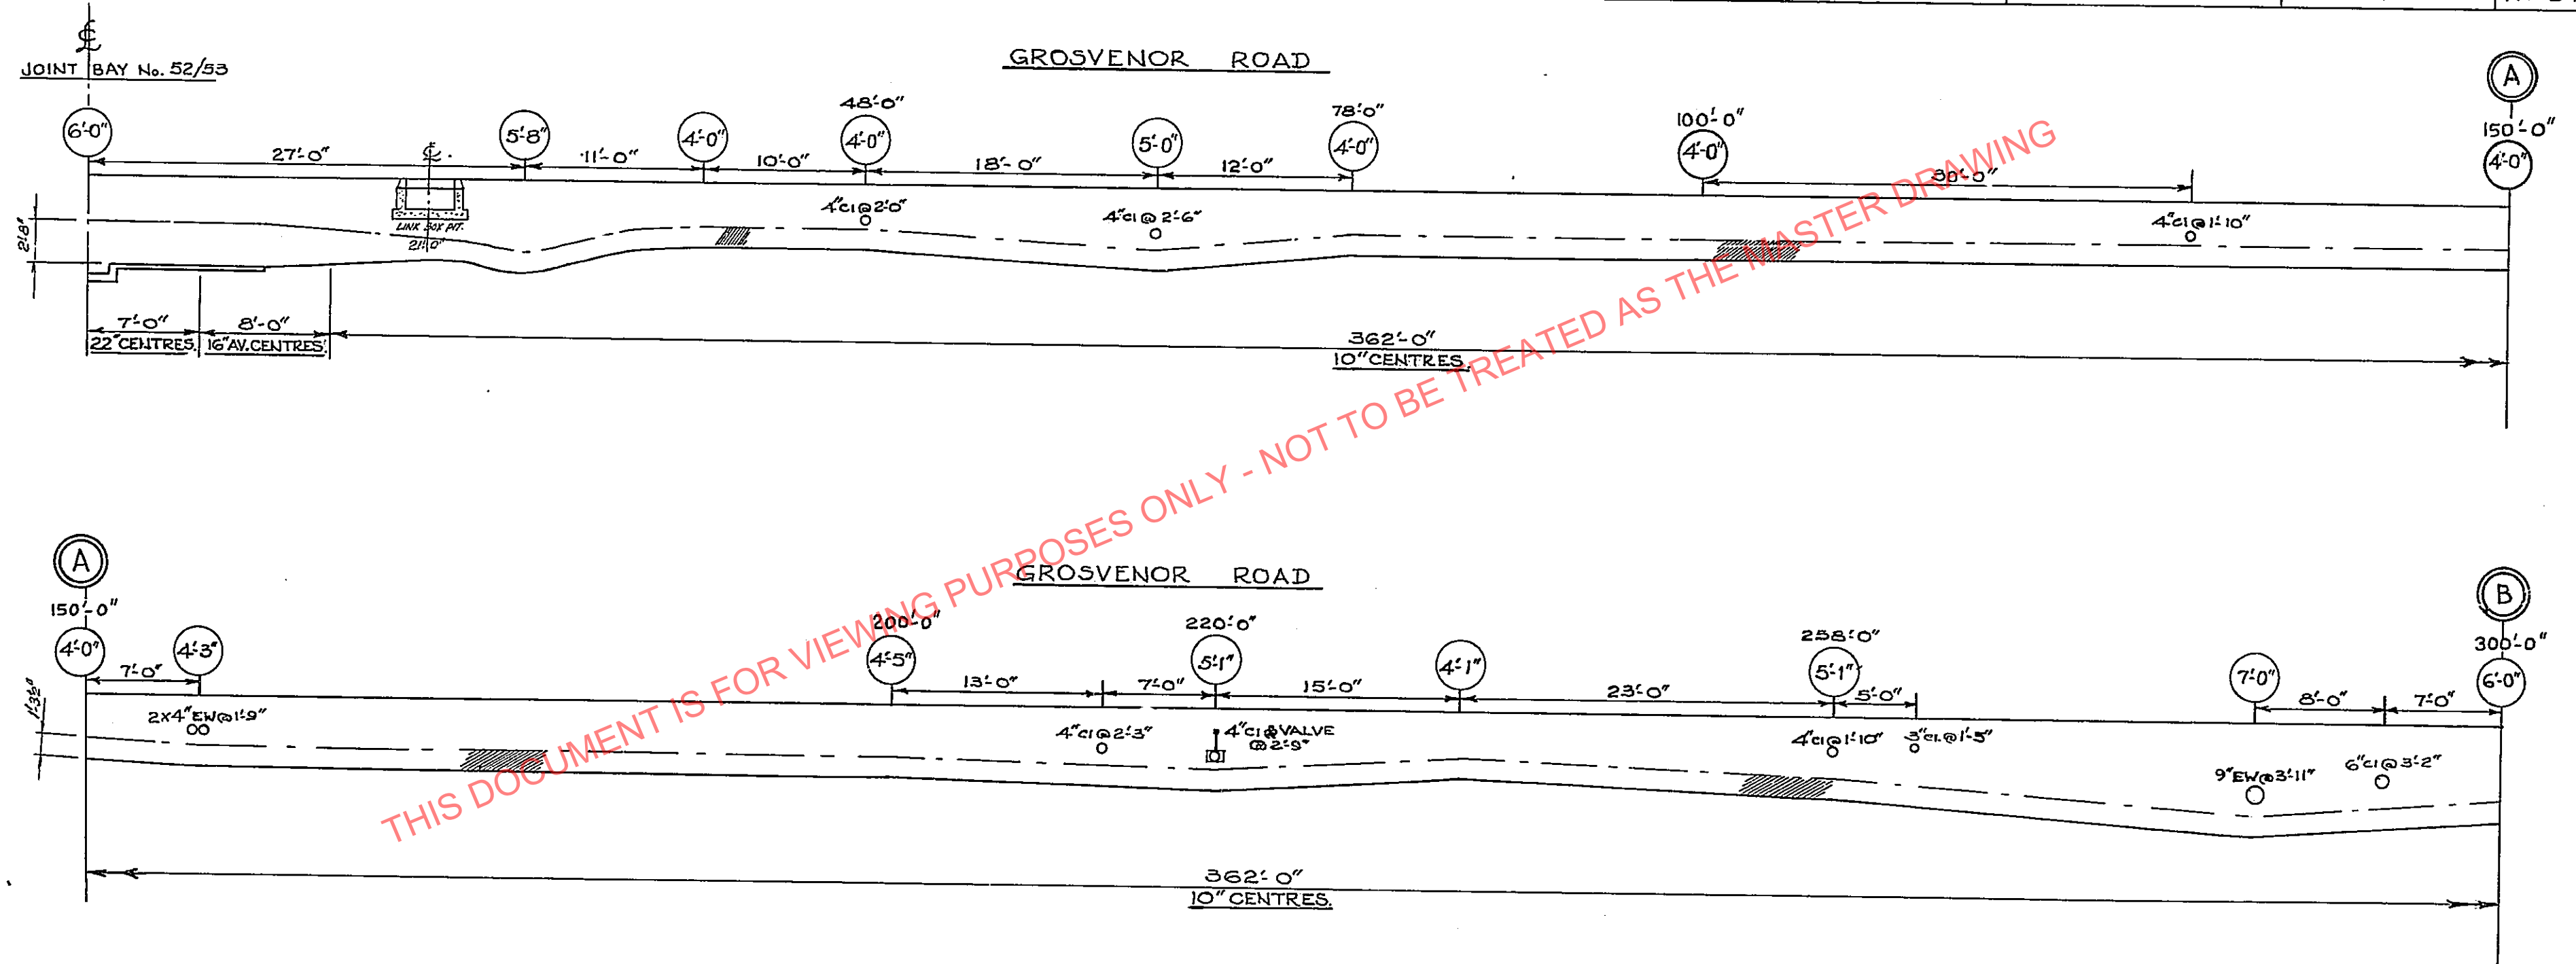 GROSVENOR ROAD
℄
JOINT BAY No. 52/53
A
48'-0"
78'-0"
100'-0"
150'-0"
6'-0"
5'-8"
4'-0"
4'-0"
5'-0"
4'-0"
4'-0"
4'-0"
27'-0"
℄.
11'-0"
10'-0"
18'-0"
12'-0"
30'-0"
4"CI@2'-0"
4"CI@2'-6"
4"CI@1'-10"
2'-8"
LINK BOX PIT.
21'-0"
7'-0"
8'-0"
362'-0"
22"CENTRES.
16"AV.CENTRES.
10"CENTRES.
THIS DOCUMENT IS FOR VIEWING PURPOSES ONLY - NOT TO BE TREATED AS THE MASTER DRAWING
GROSVENOR ROAD
A
B
150'-0"
200'-0"
220'-0"
258'-0"
300'-0"
4'-0"
4'-3"
4'-5"
5'-1"
4'-1"
5'-1"
7'-0"
6'-0"
7'-0"
13'-0"
7'-0"
15'-0"
23'-0"
5'-0"
8'-0"
7'-0"
1'-3½"
2x4"EW@1'-9"
4"CI@2'-3"
4"CI&VALVE
@2'-9"
4"CI@1'-10"
3"CI.@1'-5"
9"EW@3'-11"
6"CI@3'-2"
362'-0"
10"CENTRES.